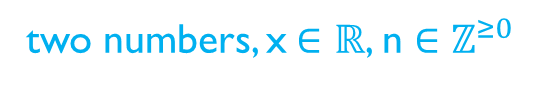 two numbers, x ∈ ℝ, n ∈ ℤ≥0